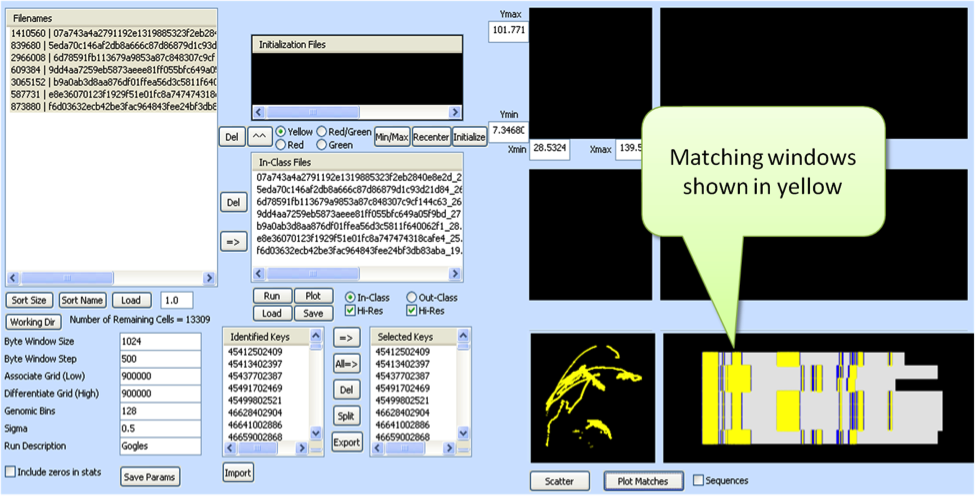 Filenames
1410560 | 07a743a4a2791192e1319885323f2eb284
839680 | 5eda70c146af2db8a666c87d86879d1c93d
2966008 | 6d78591fb113679a9853a87c848307c9cf
609384 | 9dd4aa7259eb5873aeee81ff055bfc649a05
3065152 | b9a0ab3d8aa876df01ffea56d3c5811f640
587731 | e8e36070123f1929f51e01fc8a747474318
873880 | f6d03632ecb42be3fac964843fee24bf3db8
Sort Size Sort Name Load 1.0
Working Dir Number of Remaining Cells = 13309
Byte Window Size 1024
Byte Window Step 500
Associate Grid (Low) 900000
Differentiate Grid (High) 900000
Genomic Bins 128
Sigma 0.5
Run Description Gogles
Include zeros in stats Save Params
Initialization Files
Del ^^ Yellow Red/Green Min/Max Recenter Initialize
Red Green
In-Class Files
07a743a4a2791192e1319885323f2eb2840e8e2d_2
5eda70c146af2db8a666c87d86879d1c93d21d84_26
6d78591fb113679a9853a87c848307c9cf144c63_26
9dd4aa7259eb5873aeee81ff055bfc649a05f9bd_27
b9a0ab3d8aa876df01ffea56d3c5811f640062f1_28.
e8e36070123f1929f51e01fc8a747474318cafe4_25.
f6d03632ecb42be3fac964843fee24bf3db83aba_19.
Del
=>
Run Plot In-Class Out-Class
Load Save Hi-Res Hi-Res
Identified Keys
45412502409
45413402397
45437702387
45491702469
45499802521
46628402904
46641002886
46659002868
Import
=>
All=>
Del
Split
Export
Selected Keys
45412502409
45413402397
45437702387
45491702469
45499802521
46628402904
46641002886
46659002868
Ymax
101.771
Ymin
7.3468
Xmin 28.5324 Xmax 139.5
Matching windows
shown in yellow
Scatter Plot Matches Sequences